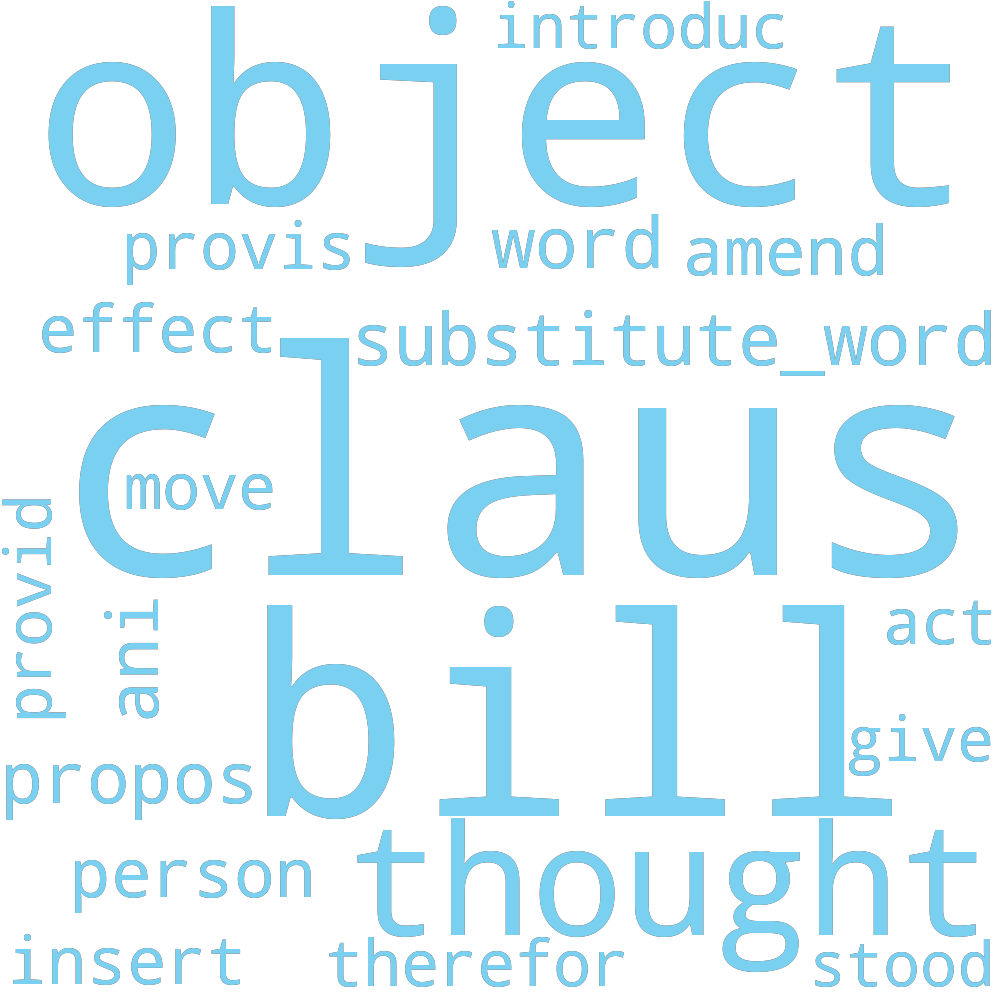 introduc
object
provis
word
amend
effect
substitute_word
claus
move
provid
ani
act
bill
give
propos
thought
person
insert
therefor
stood